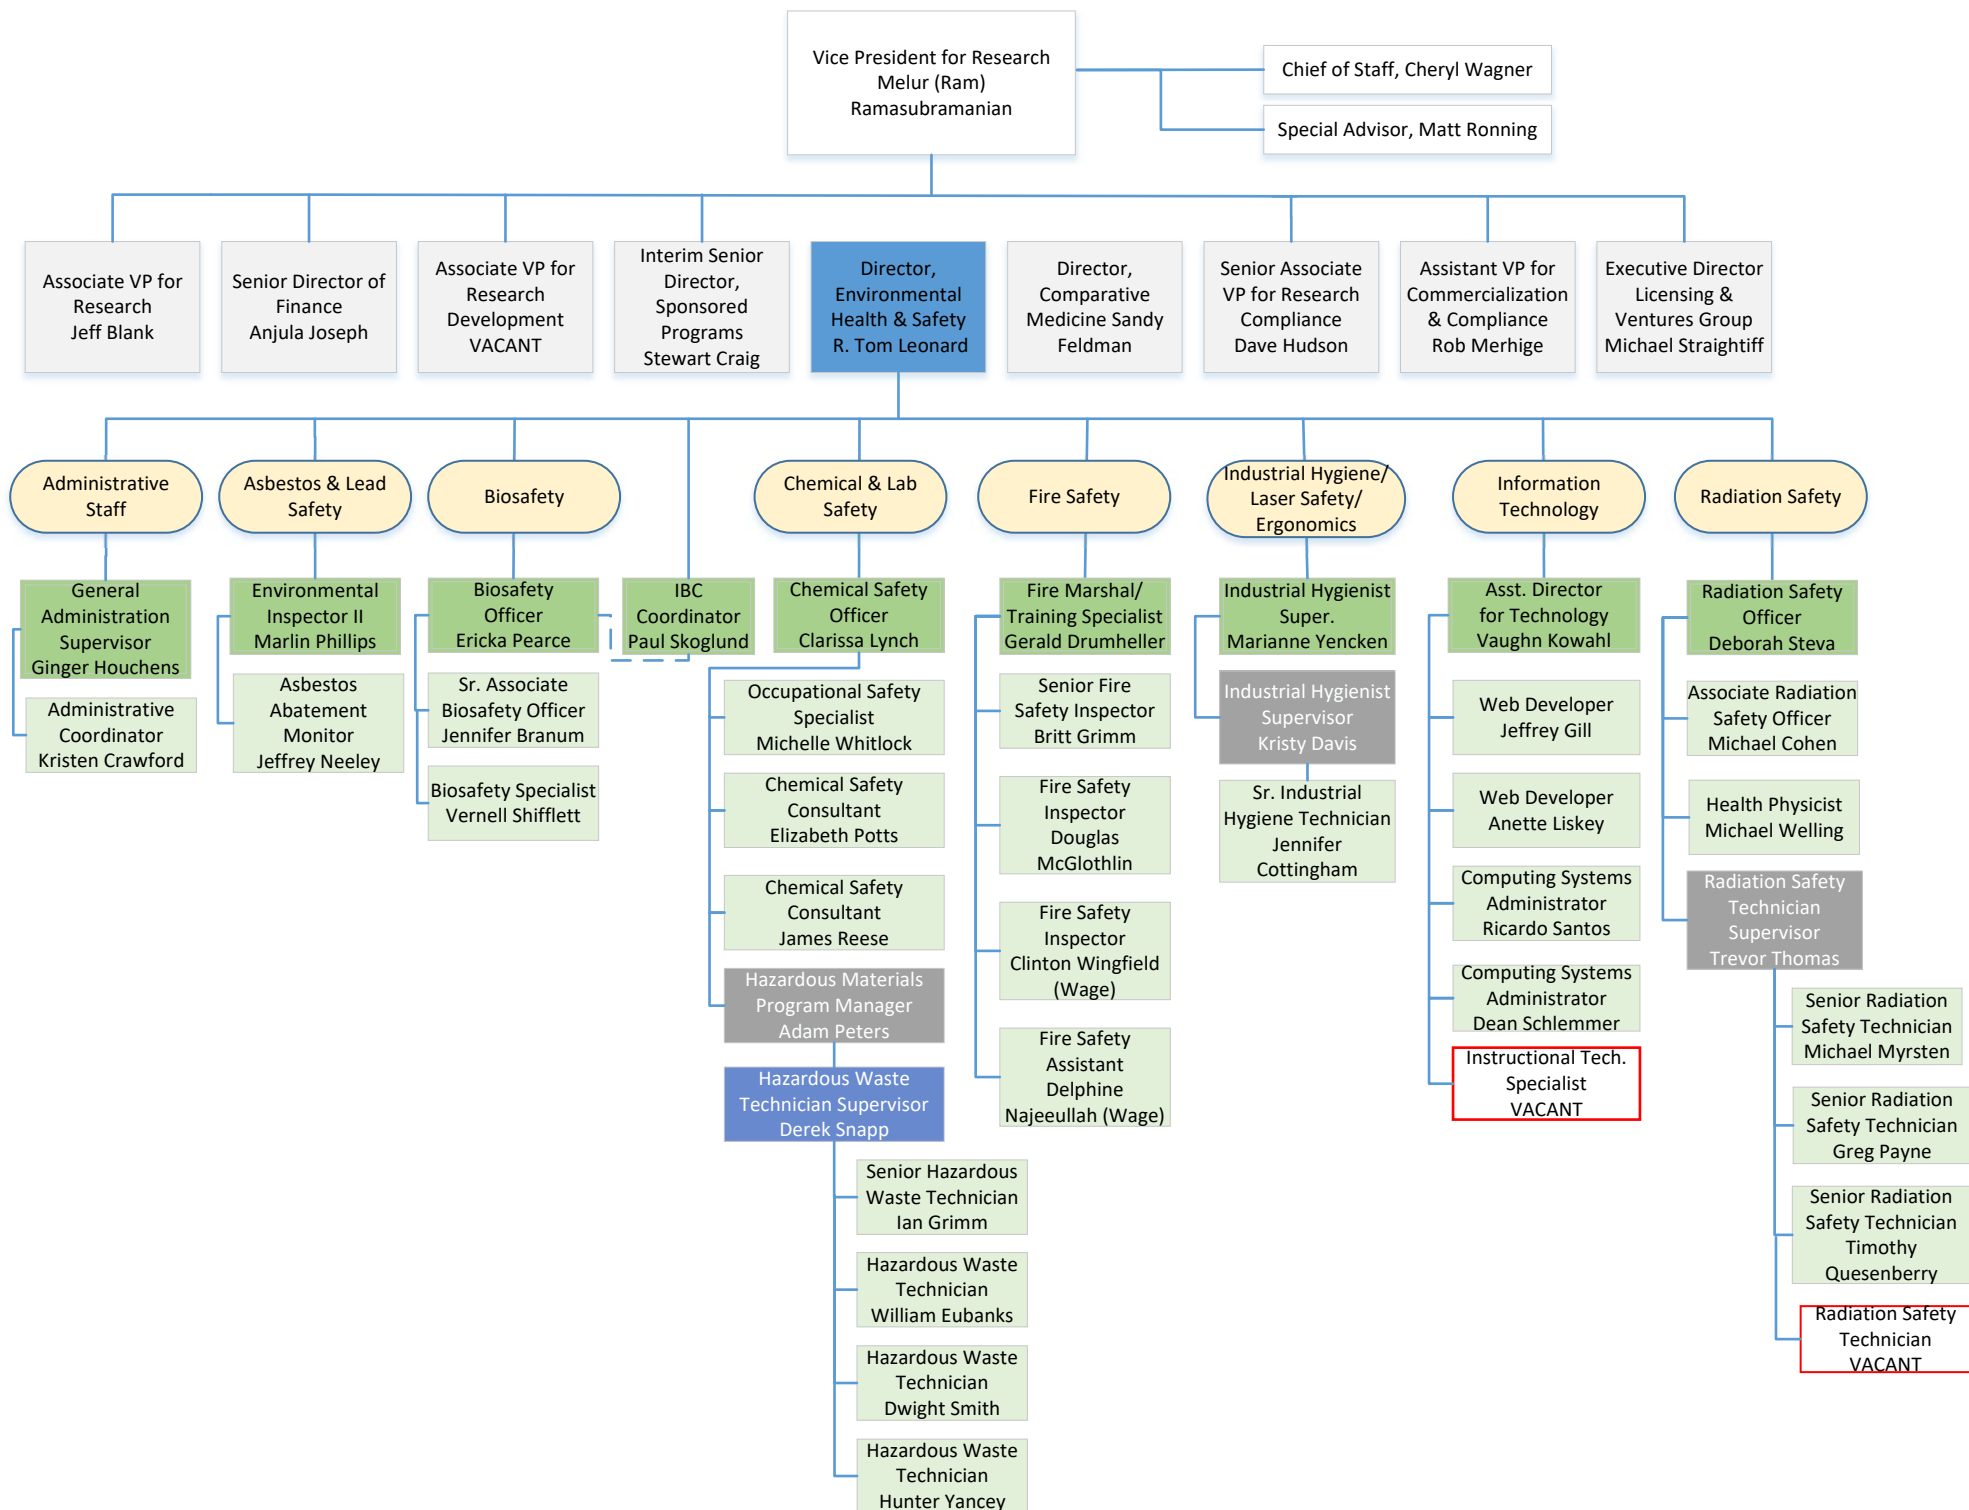 Vice President for Research
Melur (Ram)
Ramasubramanian
Chief of Staff, Cheryl Wagner
Special Advisor, Matt Ronning
Associate VP for
Research
Jeff Blank
Senior Director of
Finance
Anjula Joseph
Associate VP for
Research
Development
VACANT
Interim Senior
Director,
Sponsored
Programs
Stewart Craig
Director,
Environmental
Health & Safety
R. Tom Leonard
Director,
Comparative
Medicine Sandy
Feldman
Senior Associate
VP for Research
Compliance
Dave Hudson
Assistant VP for
Commercialization
& Compliance
Rob Merhige
Executive Director
Licensing &
Ventures Group
Michael Straightiff
Administrative
Staff
Asbestos & Lead
Safety
Biosafety
Chemical & Lab
Safety
Fire Safety
Industrial Hygiene/
Laser Safety/
Ergonomics
Information
Technology
Radiation Safety
General
Administration
Supervisor
Ginger Houchens
Administrative
Coordinator
Kristen Crawford
Environmental
Inspector II
Marlin Phillips
Asbestos
Abatement
Monitor
Jeffrey Neeley
Biosafety
Officer
Ericka Pearce
Sr. Associate
Biosafety Officer
Jennifer Branum
Biosafety Specialist
Vernell Shifflett
IBC
Coordinator
Paul Skoglund
Chemical Safety
Officer
Clarissa Lynch
Occupational Safety
Specialist
Michelle Whitlock
Chemical Safety
Consultant
Elizabeth Potts
Chemical Safety
Consultant
James Reese
Hazardous Materials
Program Manager
Adam Peters
Hazardous Waste
Technician Supervisor
Derek Snapp
Senior Hazardous
Waste Technician
Ian Grimm
Hazardous Waste
Technician
William Eubanks
Hazardous Waste
Technician
Dwight Smith
Hazardous Waste
Technician
Hunter Yancey
Fire Marshal/
Training Specialist
Gerald Drumheller
Senior Fire
Safety Inspector
Britt Grimm
Fire Safety
Inspector
Douglas
McGlothlin
Fire Safety
Inspector
Clinton Wingfield
(Wage)
Fire Safety
Assistant
Delphine
Najeeullah (Wage)
Industrial Hygienist
Super.
Marianne Yencken
Industrial Hygienist
Supervisor
Kristy Davis
Sr. Industrial
Hygiene Technician
Jennifer
Cottingham
Asst. Director
for Technology
Vaughn Kowahl
Web Developer
Jeffrey Gill
Web Developer
Anette Liskey
Computing Systems
Administrator
Ricardo Santos
Computing Systems
Administrator
Dean Schlemmer
Instructional Tech.
Specialist
VACANT
Radiation Safety
Officer
Deborah Steva
Associate Radiation
Safety Officer
Michael Cohen
Health Physicist
Michael Welling
Radiation Safety
Technician
Supervisor
Trevor Thomas
Senior Radiation
Safety Technician
Michael Myrsten
Senior Radiation
Safety Technician
Greg Payne
Senior Radiation
Safety Technician
Timothy
Quesenberry
Radiation Safety
Technician
VACANT